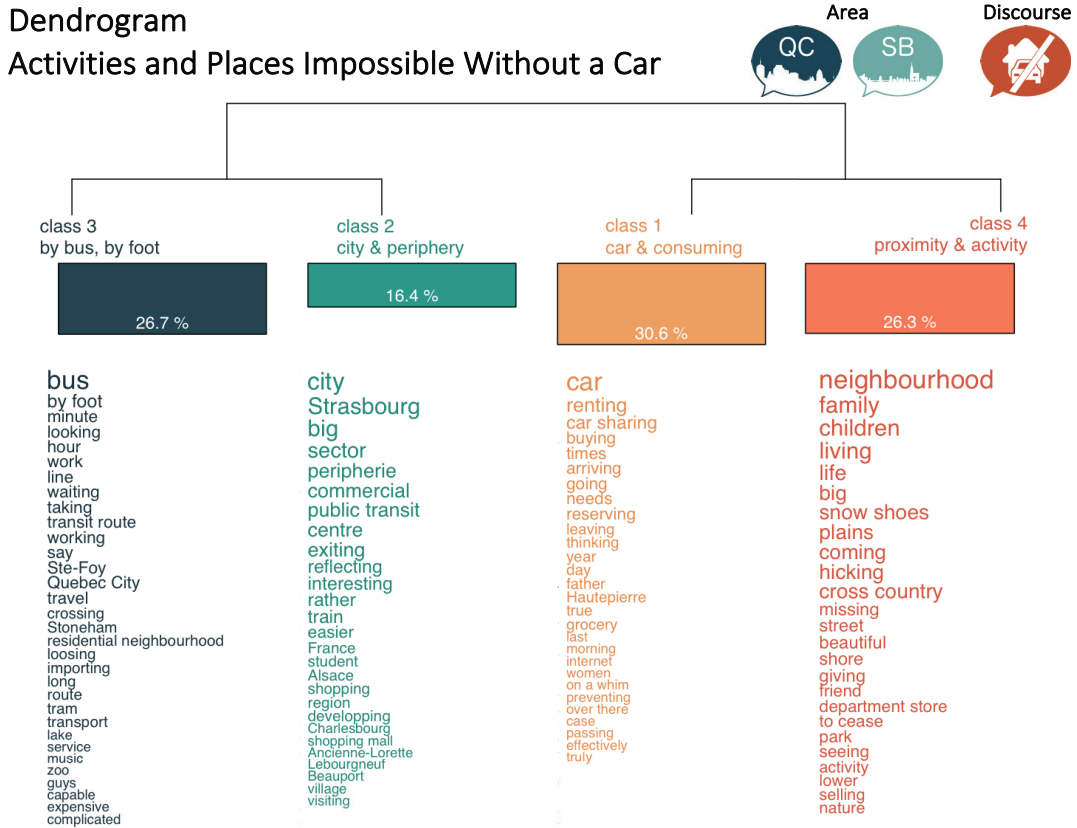 Dendrogram
Activities and Places Impossible Without a Car
Area
Discourse
QC
SB
class 3
by bus, by foot
26.7 %
bus
by foot
minute
looking
hour
work
line
waiting
taking
transit route
working
say
Ste-Foy
Quebec City
travel
crossing
Stoneham
residential neighbourhood
loosing
importing
long
route
tram
transport
lake
service
music
zoo
guys
capable
expensive
complicated
class 2
city & periphery
16.4 %
city
Strasbourg
big
sector
peripherie
commercial
public transit
centre
exiting
reflecting
interesting
rather
train
easier
France
student
Alsace
shopping
region
developping
Charlesbourg
shopping mall
Ancienne-Lorette
Lebourgneuf
Beauport
village
visiting
class 1
car & consuming
30.6 %
car
renting
car sharing
buying
times
arriving
going
needs
reserving
leaving
thinking
year
day
father
Hautepierre
true
grocery
last
morning
internet
women
on a whim
preventing
over there
case
passing
effectively
truly
class 4
proximity & activity
26.3 %
neighbourhood
family
children
living
life
big
snow shoes
plains
coming
hicking
cross country
missing
street
beautiful
shore
giving
friend
department store
to cease
park
seeing
activity
lower
selling
nature